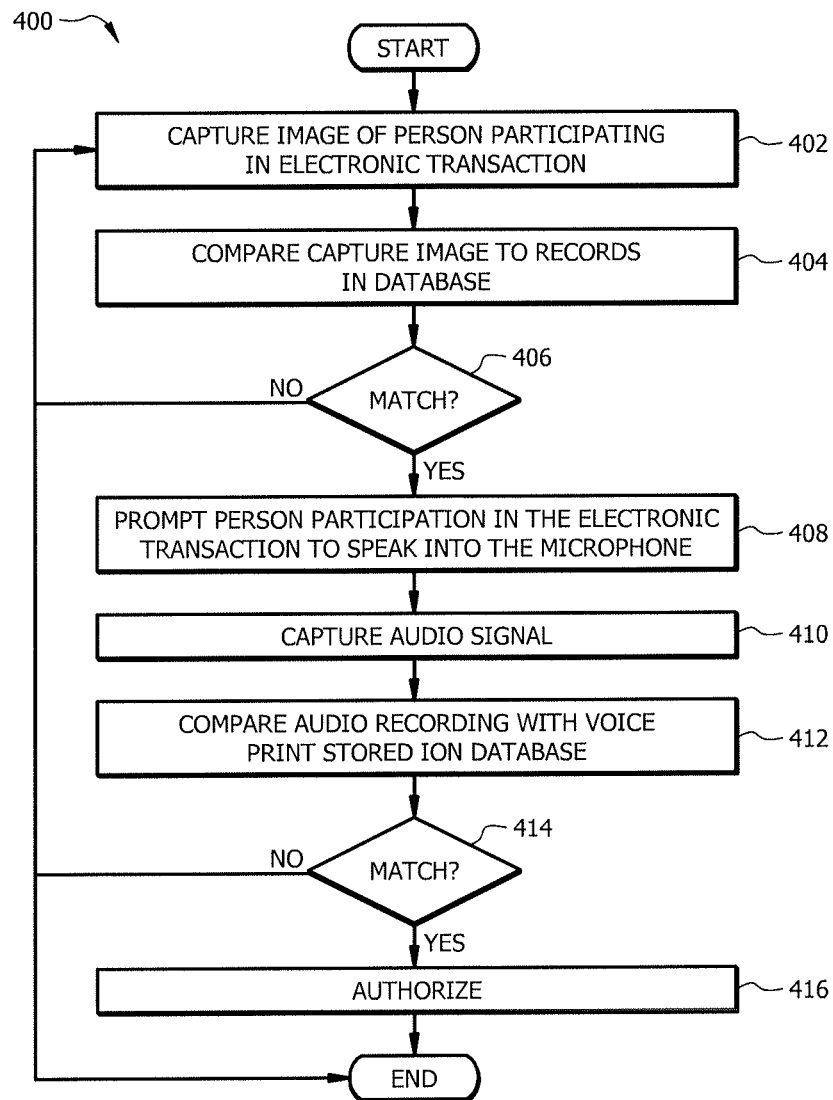 400
START
CAPTURE IMAGE OF PERSON PARTICIPATING
IN ELECTRONIC TRANSACTION
402
COMPARE CAPTURE IMAGE TO RECORDS
IN DATABASE
404
406
NO
MATCH?
YES
PROMPT PERSON PARTICIPATION IN THE ELECTRONIC
TRANSACTION TO SPEAK INTO THE MICROPHONE
408
CAPTURE AUDIO SIGNAL
410
COMPARE AUDIO RECORDING WITH VOICE
PRINT STORED ION DATABASE
412
414
NO
MATCH?
YES
AUTHORIZE
416
END